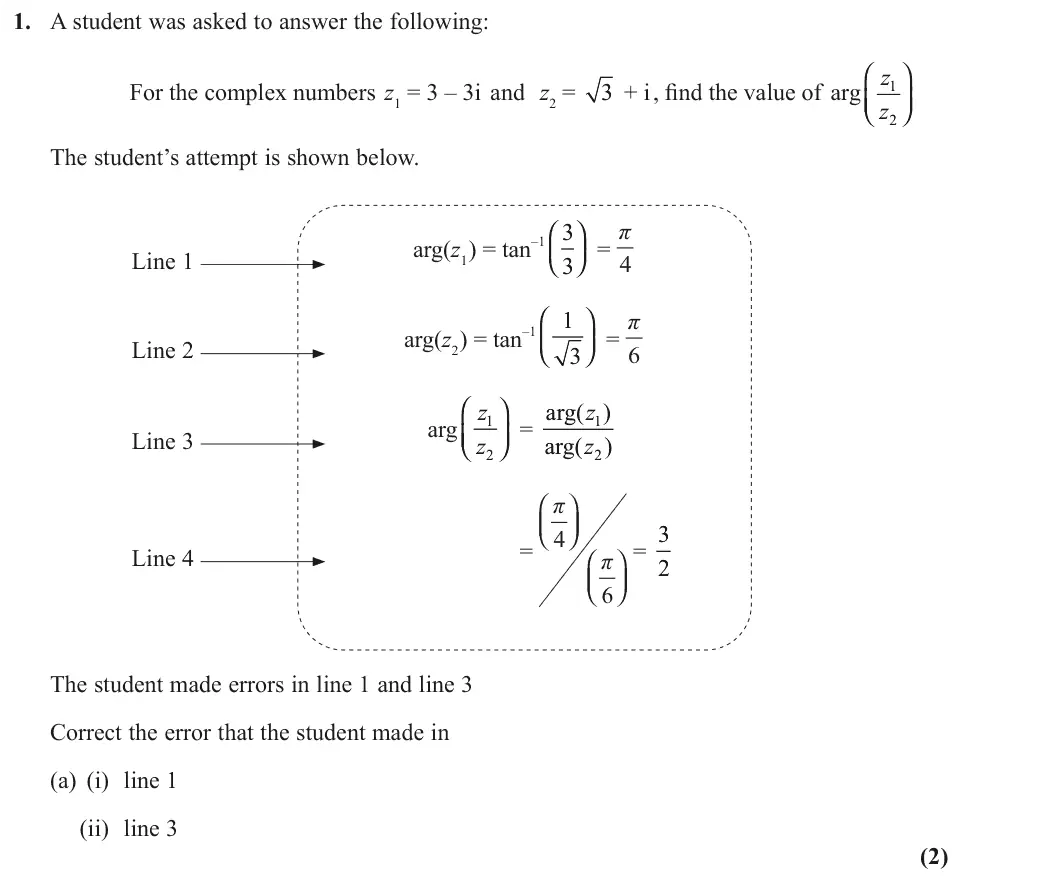 1. A student was asked to answer the following:
For the complex numbers z₁ = 3 – 3i and z₂ = √3 + i, find the value of arg(z₁/z₂)
The student’s attempt is shown below.
Line 1 arg(z₁) = tan⁻¹(3/3) = π/4
Line 2 arg(z₂) = tan⁻¹(1/√3) = π/6
Line 3 arg(z₁/z₂) = arg(z₁)/arg(z₂)
Line 4 = (π/4)/(π/6) = 3/2
The student made errors in line 1 and line 3
Correct the error that the student made in
(a) (i) line 1
(ii) line 3
(2)